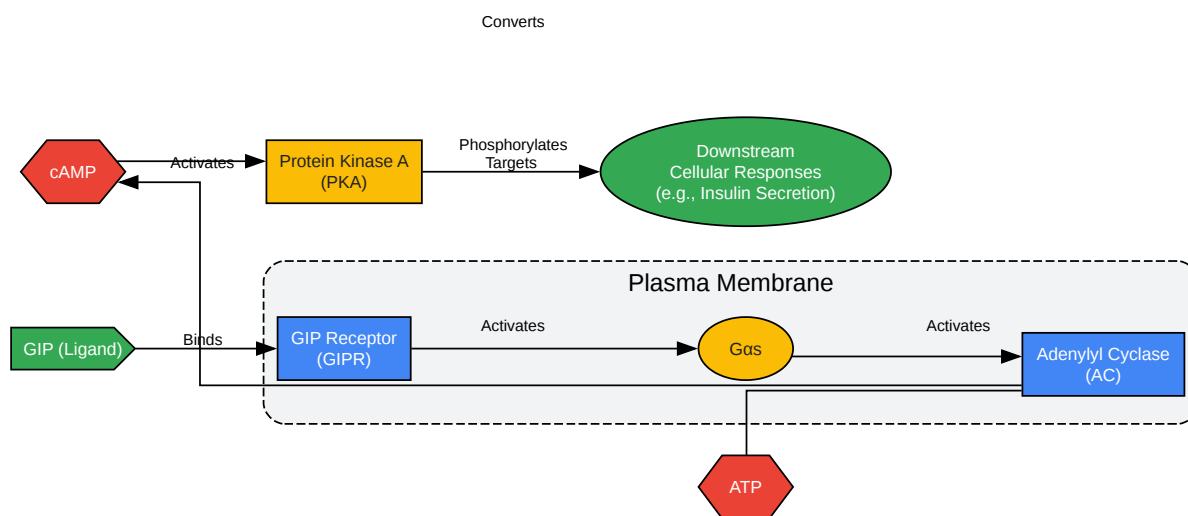 Converts
cAMP
Activates
Protein Kinase A
(PKA)
Phosphorylates
Targets
Downstream
Cellular Responses
(e.g., Insulin Secretion)
Plasma Membrane
GIP (Ligand)
Binds
GIP Receptor
(GIPR)
Activates
Gαs
Activates
Adenylyl Cyclase
(AC)
ATP